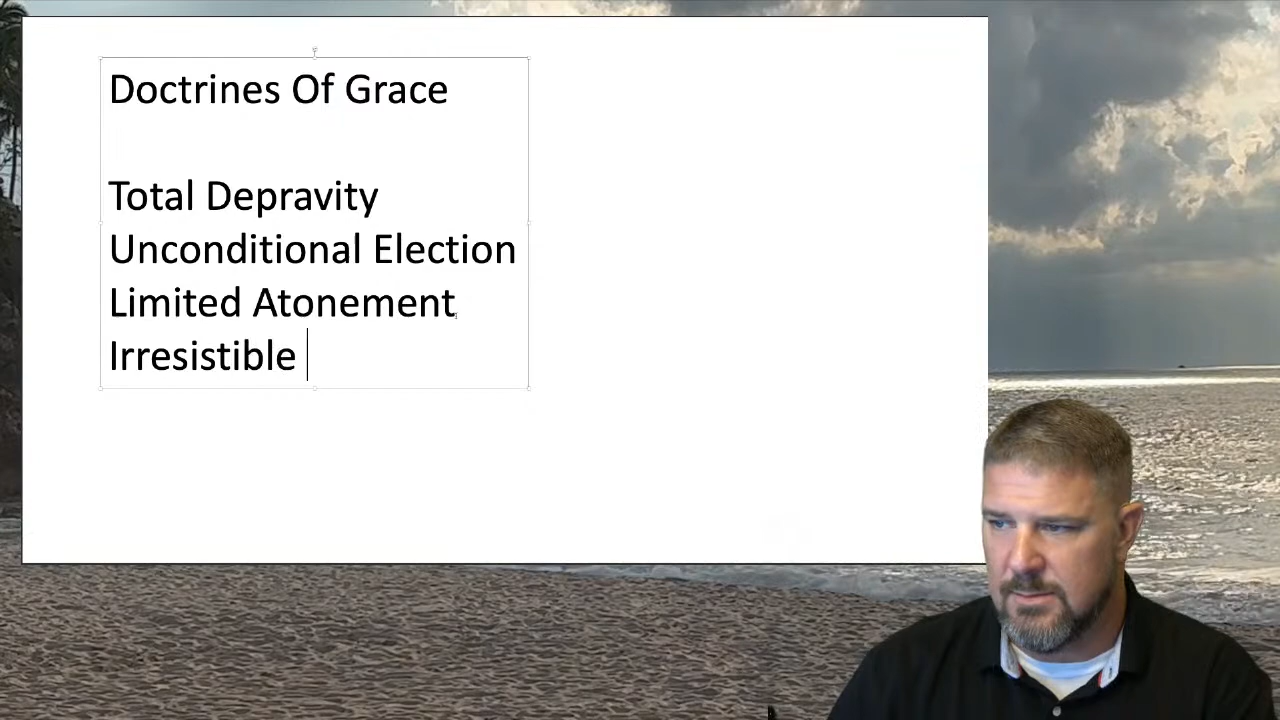 Doctrines Of Grace
Total Depravity
Unconditional Election
Limited Atonement
Irresistible